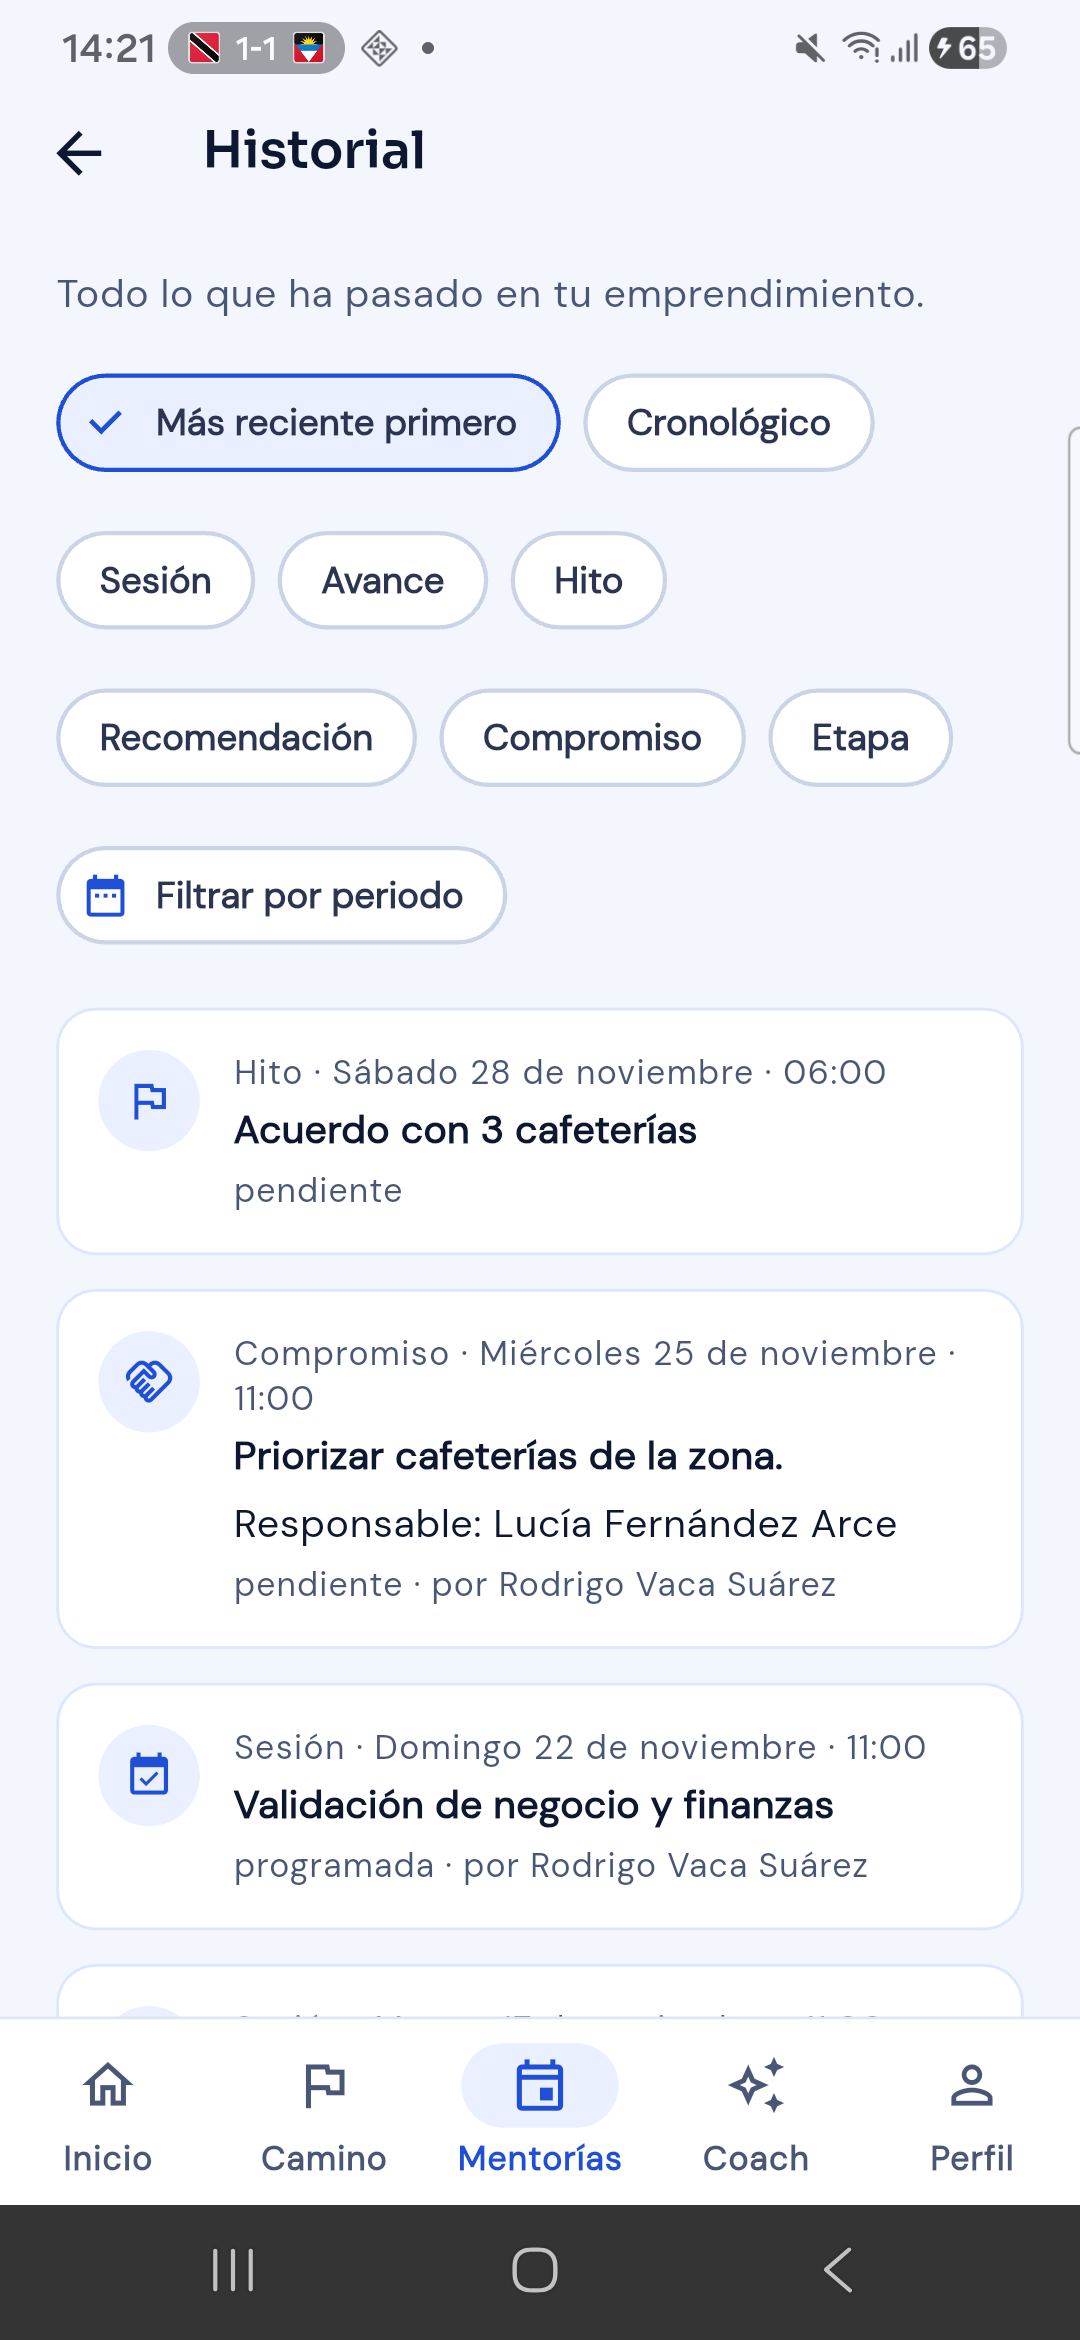 14:21 1-1 65
Historial
Todo lo que ha pasado en tu emprendimiento.
Más reciente primero
Cronológico
Sesión
Avance
Hito
Recomendación
Compromiso
Etapa
Filtrar por periodo
Hito · Sábado 28 de noviembre · 06:00
Acuerdo con 3 cafeterías
pendiente
Compromiso · Miércoles 25 de noviembre ·
11:00
Priorizar cafeterías de la zona.
Responsable: Lucía Fernández Arce
pendiente · por Rodrigo Vaca Suárez
Sesión · Domingo 22 de noviembre · 11:00
Validación de negocio y finanzas
programada · por Rodrigo Vaca Suárez
Inicio
Camino
Mentorías
Coach
Perfil